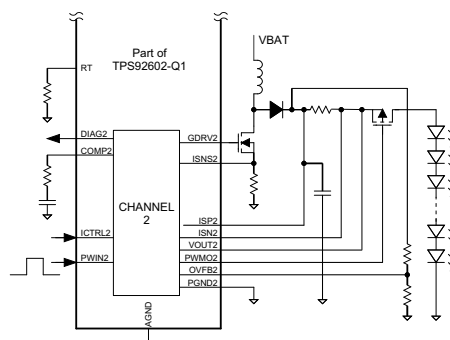 VBAT
Part of
TPS92602-Q1
RT
DIAG2
GDRV2
COMP2
ISNS2
CHANNEL
2
ISP2
ICTRL2
ISN2
VOUT2
PWIN2
PWMO2
OVFB2
PGND2
AGND